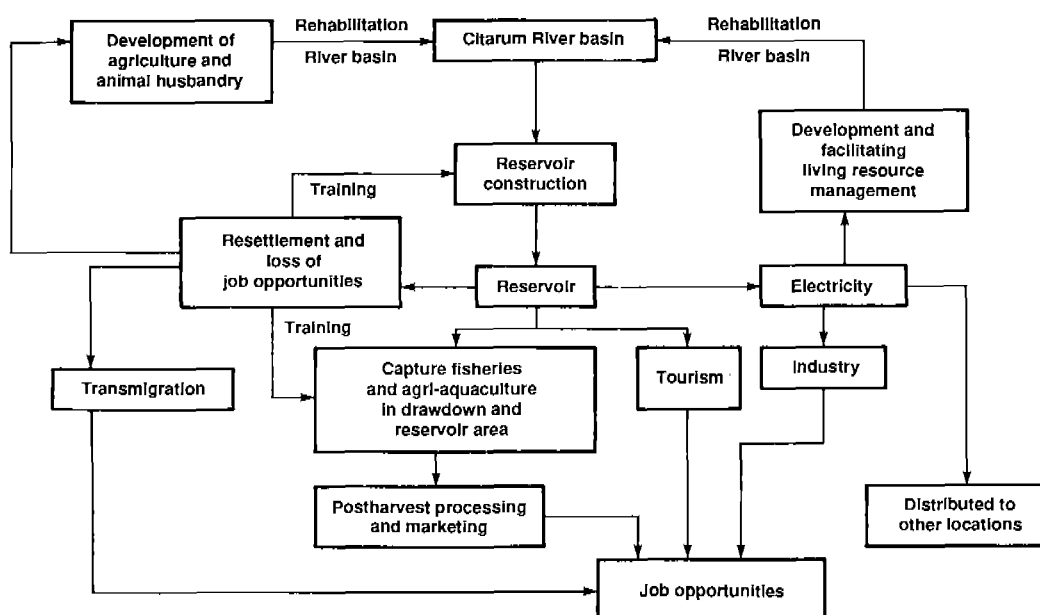 Development of
agriculture and
animal husbandry
Rehabilitation
River basin
Citarum River basin
Rehabilitation
River basin
Development and
facilitating
living resource
management
Reservoir
construction
Training
Resettlement and
loss of
job opportunities
Reservoir
Electricity
Training
Transmigration
Capture fisheries
and agri-aquaculture
in drawdown and
reservoir area
Tourism
Industry
Postharvest processing
and marketing
Distributed to
other locations
Job opportunities